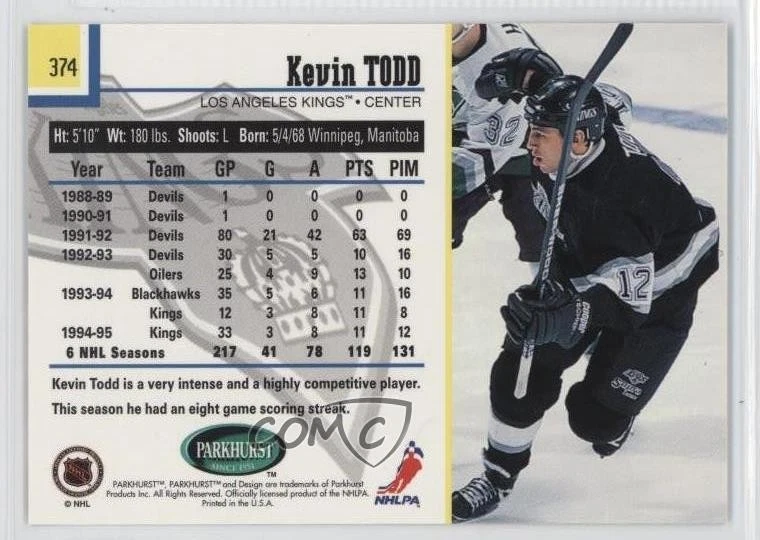 374
Kevin TODD
LOS ANGELES KINGS™ • CENTER
Ht: 5'10" Wt: 180 lbs. Shoots: L Born: 5/4/68 Winnipeg, Manitoba
Year Team GP G A PTS PIM
1988-89 Devils 1 0 0 0 0
1990-91 Devils 1 0 0 0 0
1991-92 Devils 80 21 42 63 69
1992-93 Devils 30 5 5 10 16
Oilers 25 4 9 13 10
1993-94 Blackhawks 35 5 6 11 16
Kings 12 3 8 11 8
1994-95 Kings 33 3 8 11 12
6 NHL Seasons 217 41 78 119 131
Kevin Todd is a very intense and a highly competitive player.
This season he had an eight game scoring streak.
COMC
PARKHURST
SINCE 1951
™
NHL
© NHL
PARKHURST™, PARKHURST™ and Design are trademarks of Parkhurst
Products Inc. All Rights Reserved. Officially licensed product of the NHLPA.
Printed in the U.S.A.
NHLPA
32
KINGS
12
Cooper
Supra